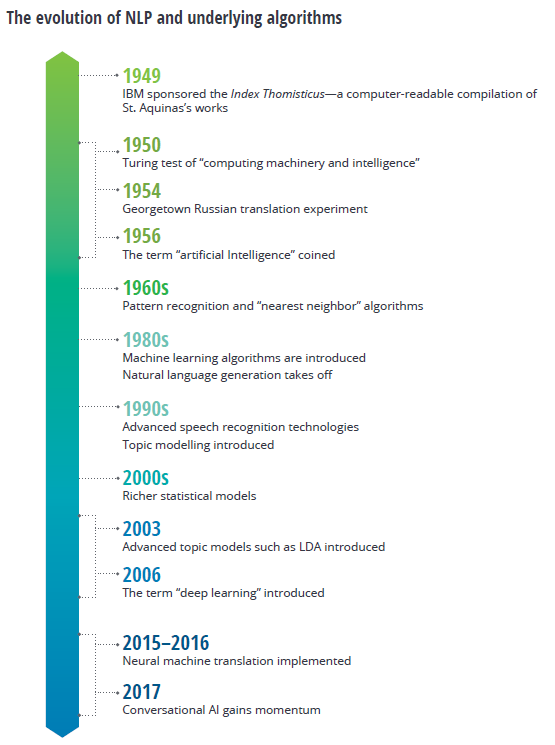 The evolution of NLP and underlying algorithms
1949
IBM sponsored the Index Thomisticus—a computer-readable compilation of
St. Aquinas's works
1950
Turing test of “computing machinery and intelligence”
1954
Georgetown Russian translation experiment
1956
The term “artificial Intelligence” coined
1960s
Pattern recognition and “nearest neighbor” algorithms
1980s
Machine learning algorithms are introduced
Natural language generation takes off
1990s
Advanced speech recognition technologies
Topic modelling introduced
2000s
Richer statistical models
2003
Advanced topic models such as LDA introduced
2006
The term “deep learning” introduced
2015–2016
Neural machine translation implemented
2017
Conversational AI gains momentum